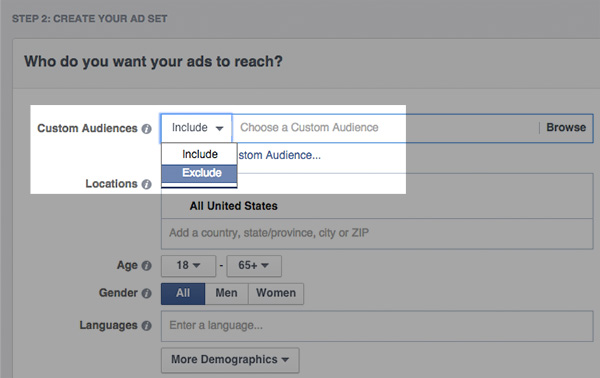 STEP 2: CREATE YOUR AD SET
Who do you want your ads to reach?
Custom Audiences i Include Choose a Custom Audience Browse
Include stom Audience...
Exclude
Locations i
All United States
Add a country, state/province, city or ZIP
Age i 18 - 65+
Gender i All Men Women
Languages i Enter a language...
More Demographics